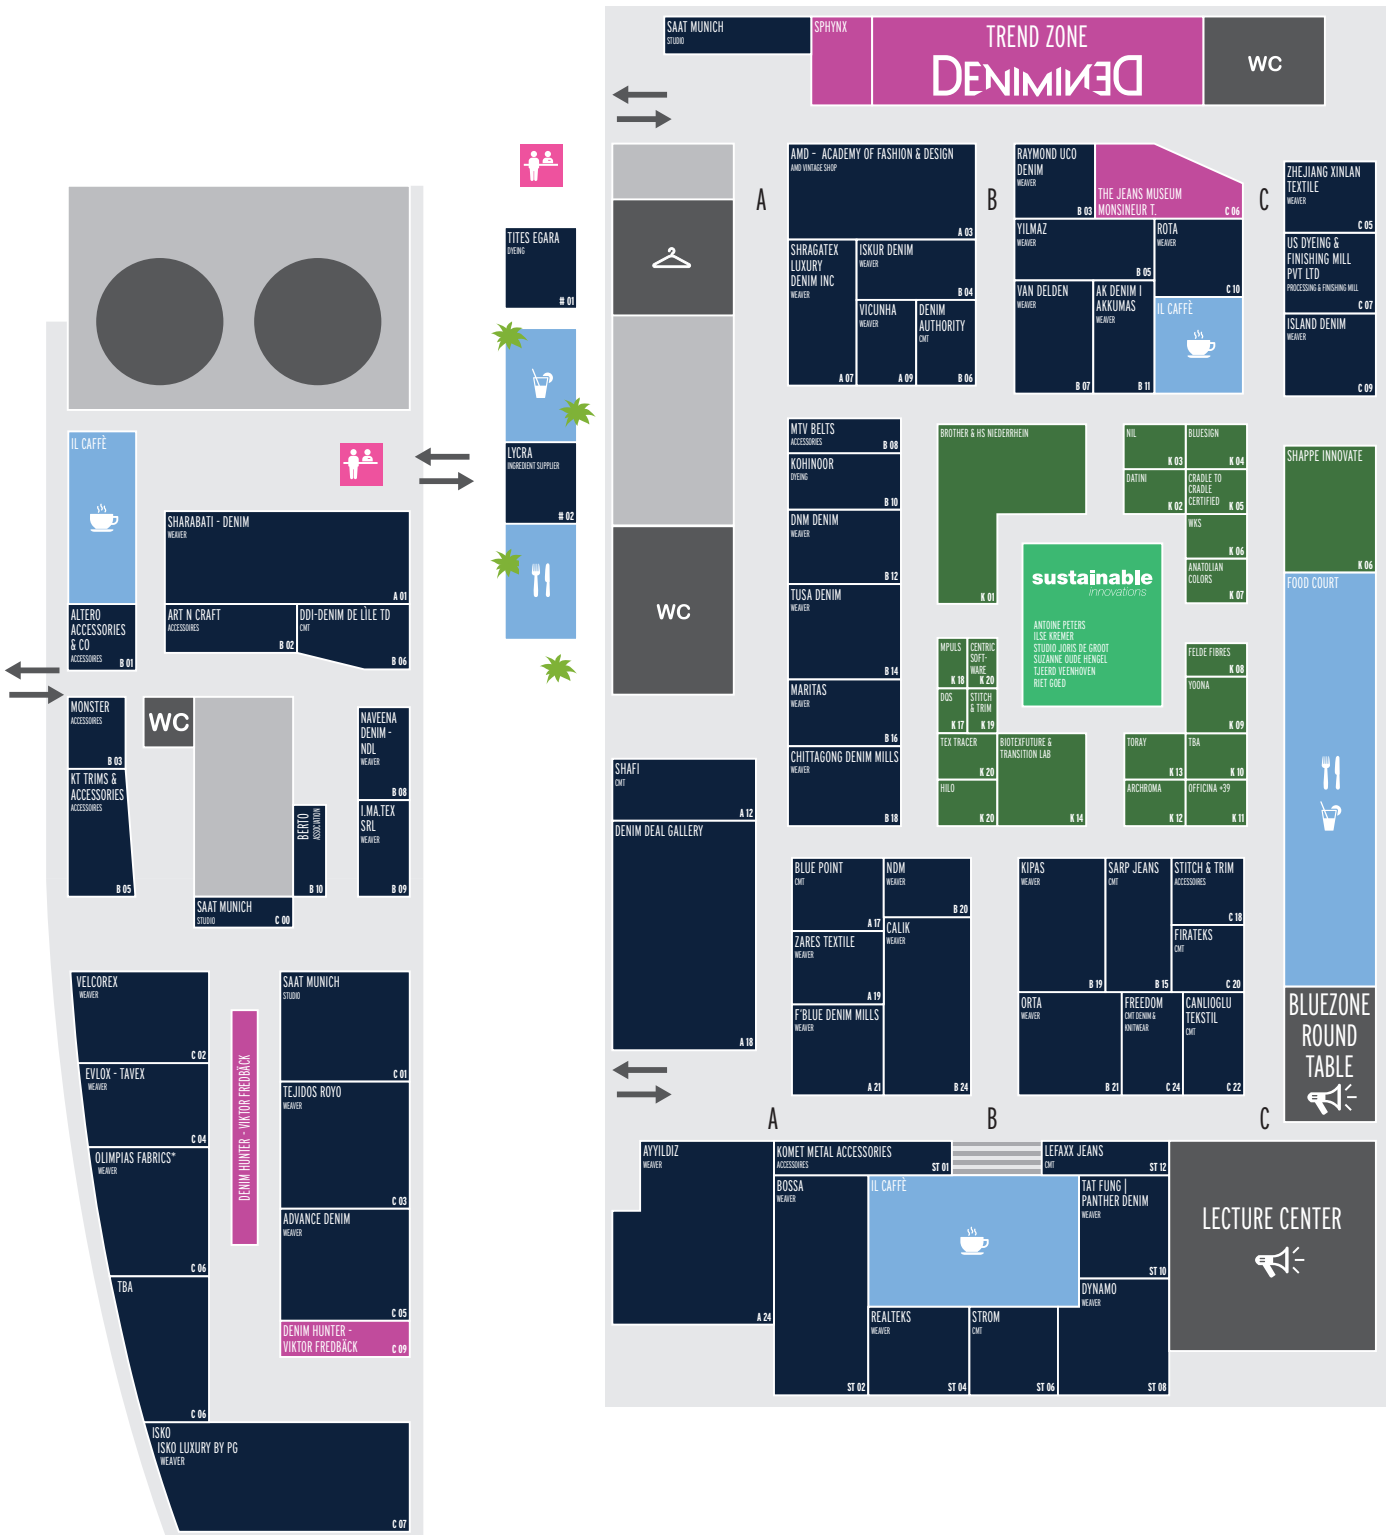 SAAT MUNICH
STUDIO
SPHYNX
TREND ZONE
DENIMINED
WC
A
B
C
AMD - ACADEMY OF FASHION & DESIGN
AMD VINTAGE SHOP
A 03
SHRAGATEX
LUXURY
DENIM INC
WEAVER
A 07
ISKUR DENIM
WEAVER
B 04
VICUNHA
WEAVER
A 09
DENIM
AUTHORITY
CMT
B 06
RAYMOND UCO
DENIM
WEAVER
B 03
THE JEANS MUSEUM
MONSINEUR T.
C 06
YILMAZ
WEAVER
B 05
ROTA
WEAVER
C 10
VAN DELDEN
WEAVER
B 07
AK DENIM I
AKKUMAS
WEAVER
B 11
IL CAFFÈ
ZHEJIANG XINLAN
TEXTILE
WEAVER
C 05
US DYEING &
FINISHING MILL
PVT LTD
PROCESSING & FINISHING MILL
C 07
ISLAND DENIM
WEAVER
C 09
TITES EGARA
DYEING
# 01
LYCRA
INGREDIENT SUPPLIER
# 02
WC
IL CAFFÈ
SHARABATI - DENIM
WEAVER
A 01
ALTERO
ACCESSORIES
& CO
ACCESSOIRES
B 01
ART N CRAFT
ACCESSOIRES
B 02
DDI-DENIM DE LÌLE TD
CMT
B 06
MONSTER
ACCESSOIRES
B 03
KT TRIMS &
ACCESSORIES
ACCESSOIRES
B 05
WC
NAVEENA
DENIM -
NDL
WEAVER
B 08
I.MA.TEX
SRL
WEAVER
B 09
BERTO
ASSOCIATION
B 10
SAAT MUNICH
STUDIO
C 00
VELCOREX
WEAVER
C 02
EVLOX - TAVEX
WEAVER
C 04
OLIMPIAS FABRICS*
WEAVER
C 06
TBA
C 06
DENIM HUNTER - VIKTOR FREDBÄCK
SAAT MUNICH
STUDIO
C 01
TEJIDOS ROYO
WEAVER
C 03
ADVANCE DENIM
WEAVER
C 05
DENIM HUNTER -
VIKTOR FREDBÄCK
C 09
ISKO
ISKO LUXURY BY PG
WEAVER
C 07
MTV BELTS
ACCESSORIES
B 08
KOHINOOR
DYEING
B 10
DNM DENIM
WEAVER
B 12
TUSA DENIM
WEAVER
B 14
MARITAS
WEAVER
B 16
CHITTAGONG DENIM MILLS
WEAVER
B 18
BROTHER & HS NIEDERRHEIN
K 01
NIL
K 03
BLUESIGN
K 04
DATINI
K 02
CRADLE TO
CRADLE
CERTIFIED
K 05
WKS
K 06
ANATOLIAN
COLORS
K 07
sustainable
innovations
ANTOINE PETERS
ILSE KREMER
STUDIO JORIS DE GROOT
SUZANNE OUDE HENGEL
TJEERD VEENHOVEN
RIET GOED
MPULS
K 18
CENTRIC
SOFT-
WARE
K 20
DQS
K 17
STITCH
& TRIM
K 19
TEX TRACER
K 20
HILO
K 20
BIOTEXFUTURE &
TRANSITION LAB
K 14
FELDE FIBRES
K 08
YOONA
K 09
TORAY
K 13
TBA
K 10
ARCHROMA
K 12
OFFICINA +39
K 11
SHAPPE INNOVATE
K 06
FOOD COURT
BLUEZONE
ROUND
TABLE
SHAFI
CMT
A 12
DENIM DEAL GALLERY
A 18
BLUE POINT
CMT
A 17
NDM
WEAVER
B 20
ZARES TEXTILE
WEAVER
A 19
CALIK
WEAVER
B 24
F'BLUE DENIM MILLS
WEAVER
A 21
KIPAS
WEAVER
B 19
SARP JEANS
CMT
B 15
STITCH & TRIM
ACCESSOIRES
C 18
FIRATEKS
CMT
C 20
ORTA
WEAVER
B 21
FREEDOM
CMT DENIM &
KNITWEAR
C 24
CANLIOGLU
TEKSTIL
CMT
C 22
A
B
C
AYYILDIZ
WEAVER
A 24
KOMET METAL ACCESSORIES
ACCESSOIRES
ST 01
BOSSA
WEAVER
ST 02
IL CAFFÈ
LEFAXX JEANS
CMT
ST 12
TAT FUNG |
PANTHER DENIM
WEAVER
ST 10
REALTEKS
WEAVER
ST 04
STROM
CMT
ST 06
DYNAMO
WEAVER
ST 08
LECTURE CENTER